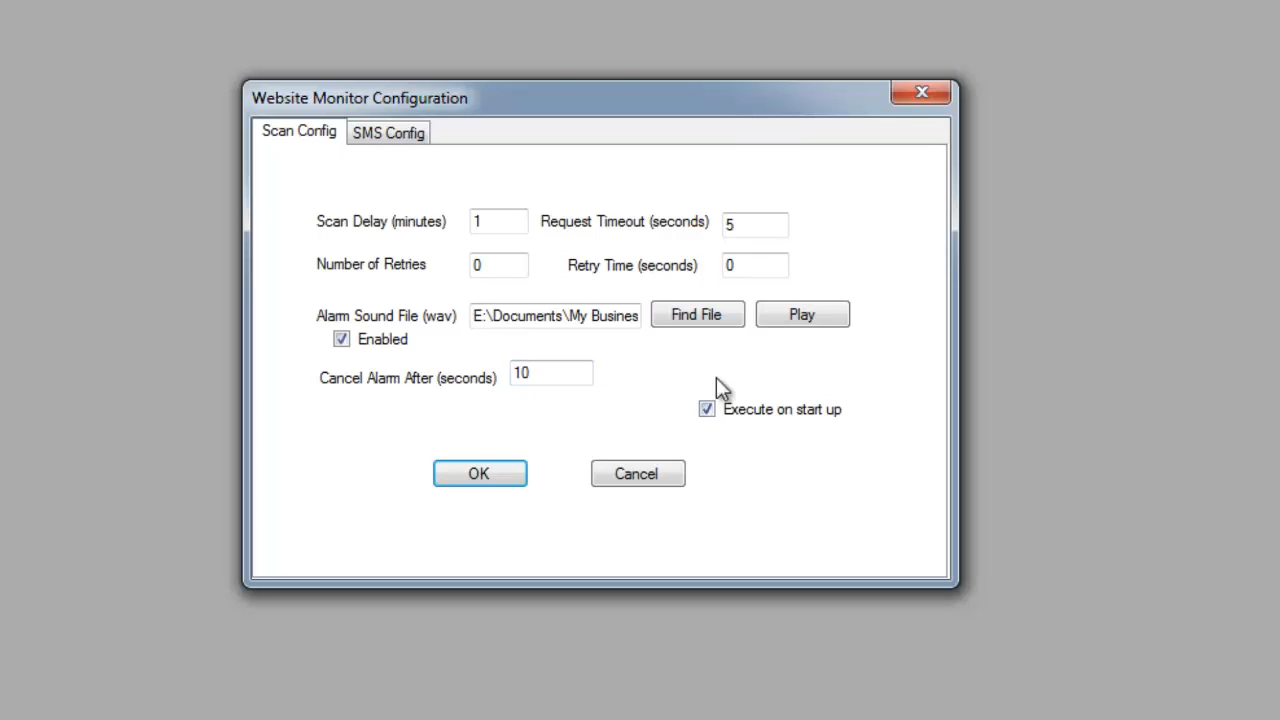 Website Monitor Configuration
Scan Config SMS Config
Scan Delay (minutes) 1 Request Timeout (seconds) 5
Number of Retries 0 Retry Time (seconds) 0
Alarm Sound File (wav) E:\Documents\My Busines Find File Play
Enabled
Cancel Alarm After (seconds) 10
Execute on start up
OK Cancel